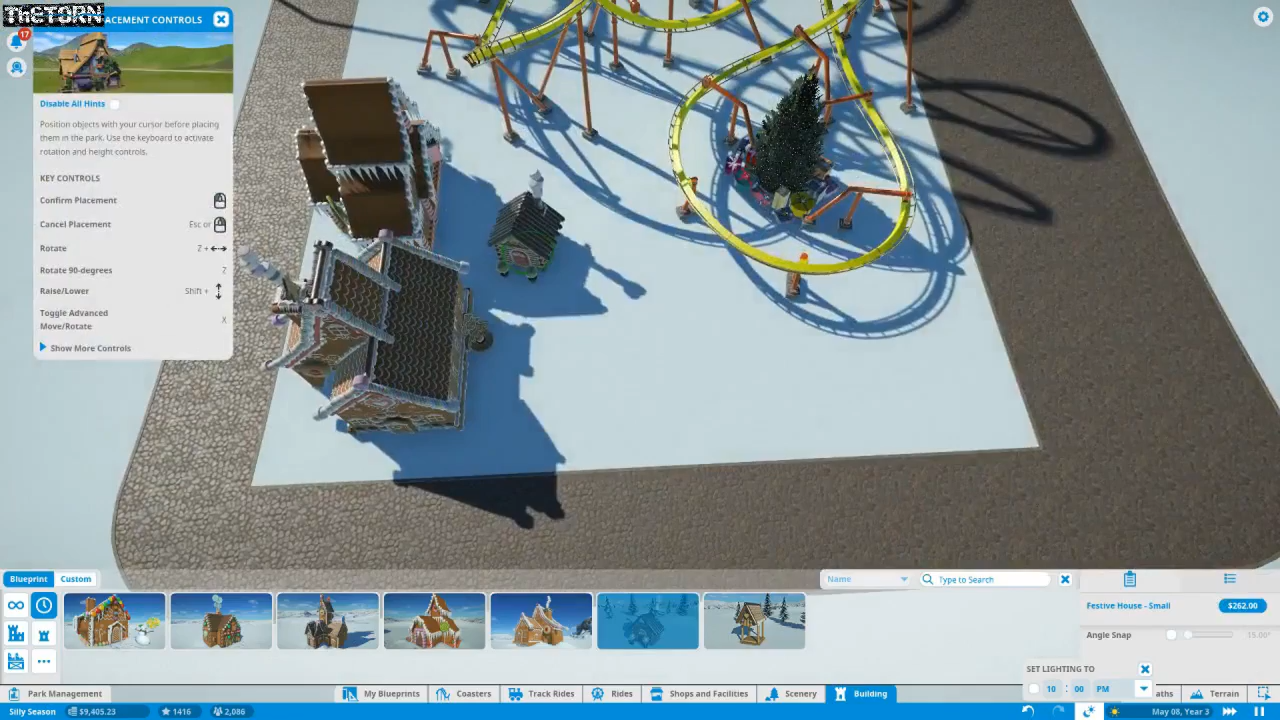 THETORN
PLACEMENT CONTROLS
17
Disable All Hints
Position objects with your cursor before placing
them in the park. Use the keyboard to activate
rotation and height controls.
KEY CONTROLS
Confirm Placement
Cancel Placement Esc or
Rotate Z +
Rotate 90-degrees Z
Raise/Lower Shift +
Toggle Advanced
Move/Rotate X
Show More Controls
Blueprint Custom
Name Type to Search
Festive House - Small $262.00
Angle Snap 15.00°
SET LIGHTING TO
10 : 00 PM
Park Management My Blueprints Coasters Track Rides Rides Shops and Facilities Scenery Building aths Terrain
Silly Season $9,405.23 1416 2,086 May 08, Year 3